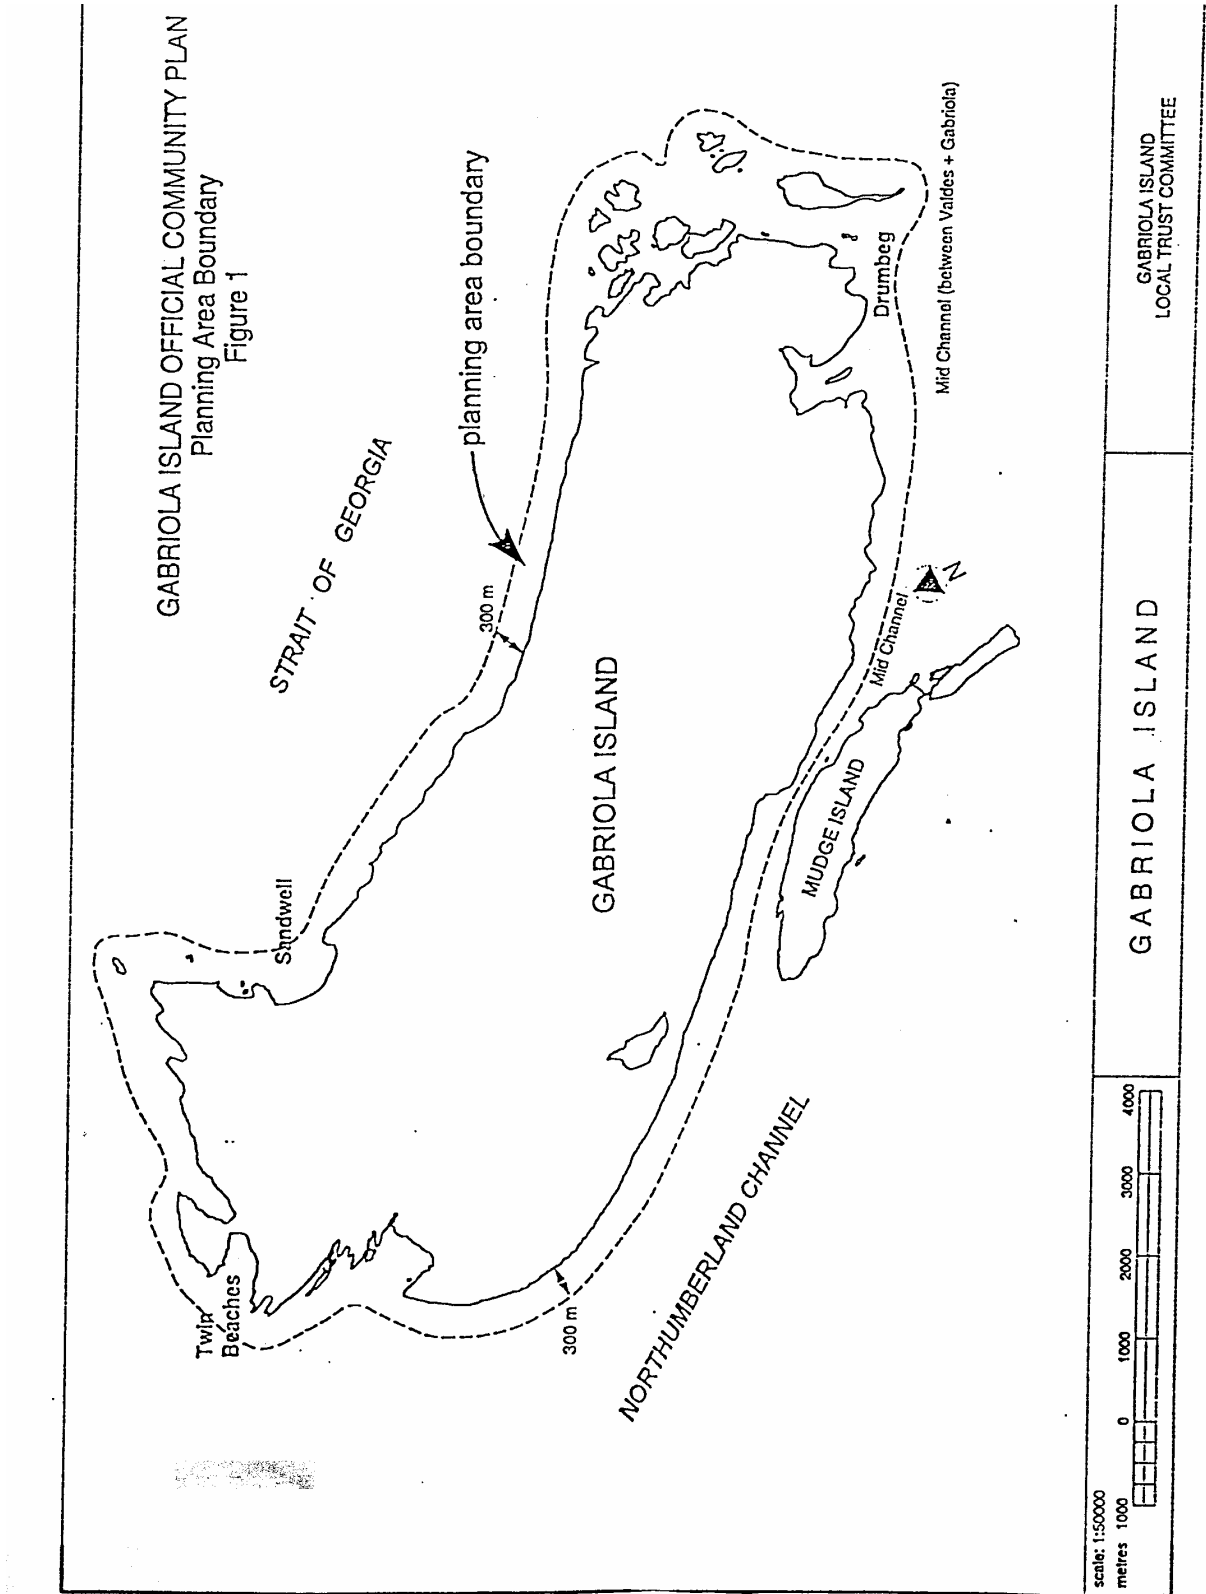 GABRIOLA ISLAND OFFICIAL COMMUNITY PLAN
Planning Area Boundary
Figure 1
STRAIT OF GEORGIA
planning area boundary
300 m
Sandwell
Twin
Beaches
GABRIOLA ISLAND
Drumbeg
Mid Channel (between Valdes + Gabriola)
Mid Channel
N
MUDGE ISLAND
300 m
NORTHUMBERLAND CHANNEL
scale: 1:50000
metres 1000 0 1000 2000 3000 4000
GABRIOLA ISLAND
GABRIOLA ISLAND
LOCAL TRUST COMMITTEE